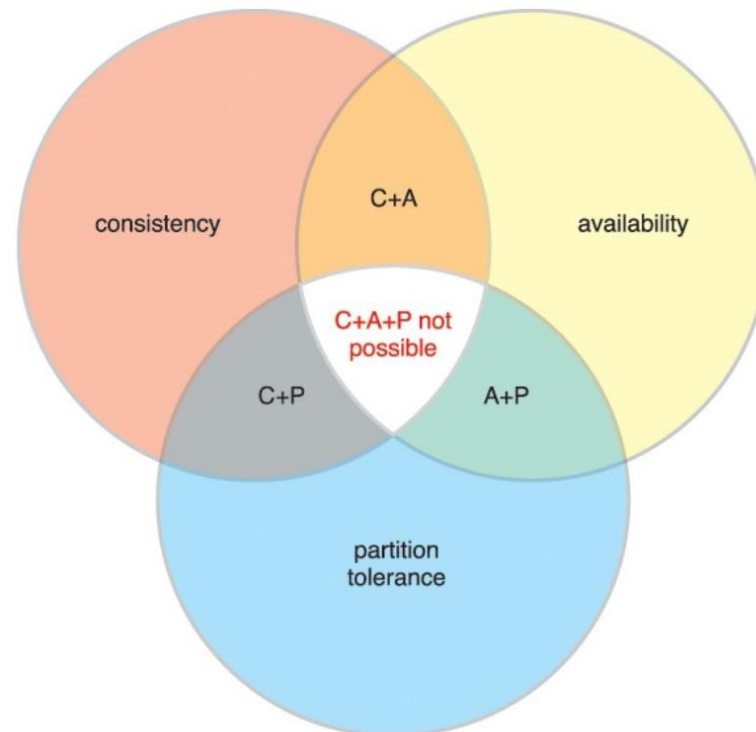 C+A
consistency
availability
C+A+P not
possible
C+P
A+P
partition
tolerance